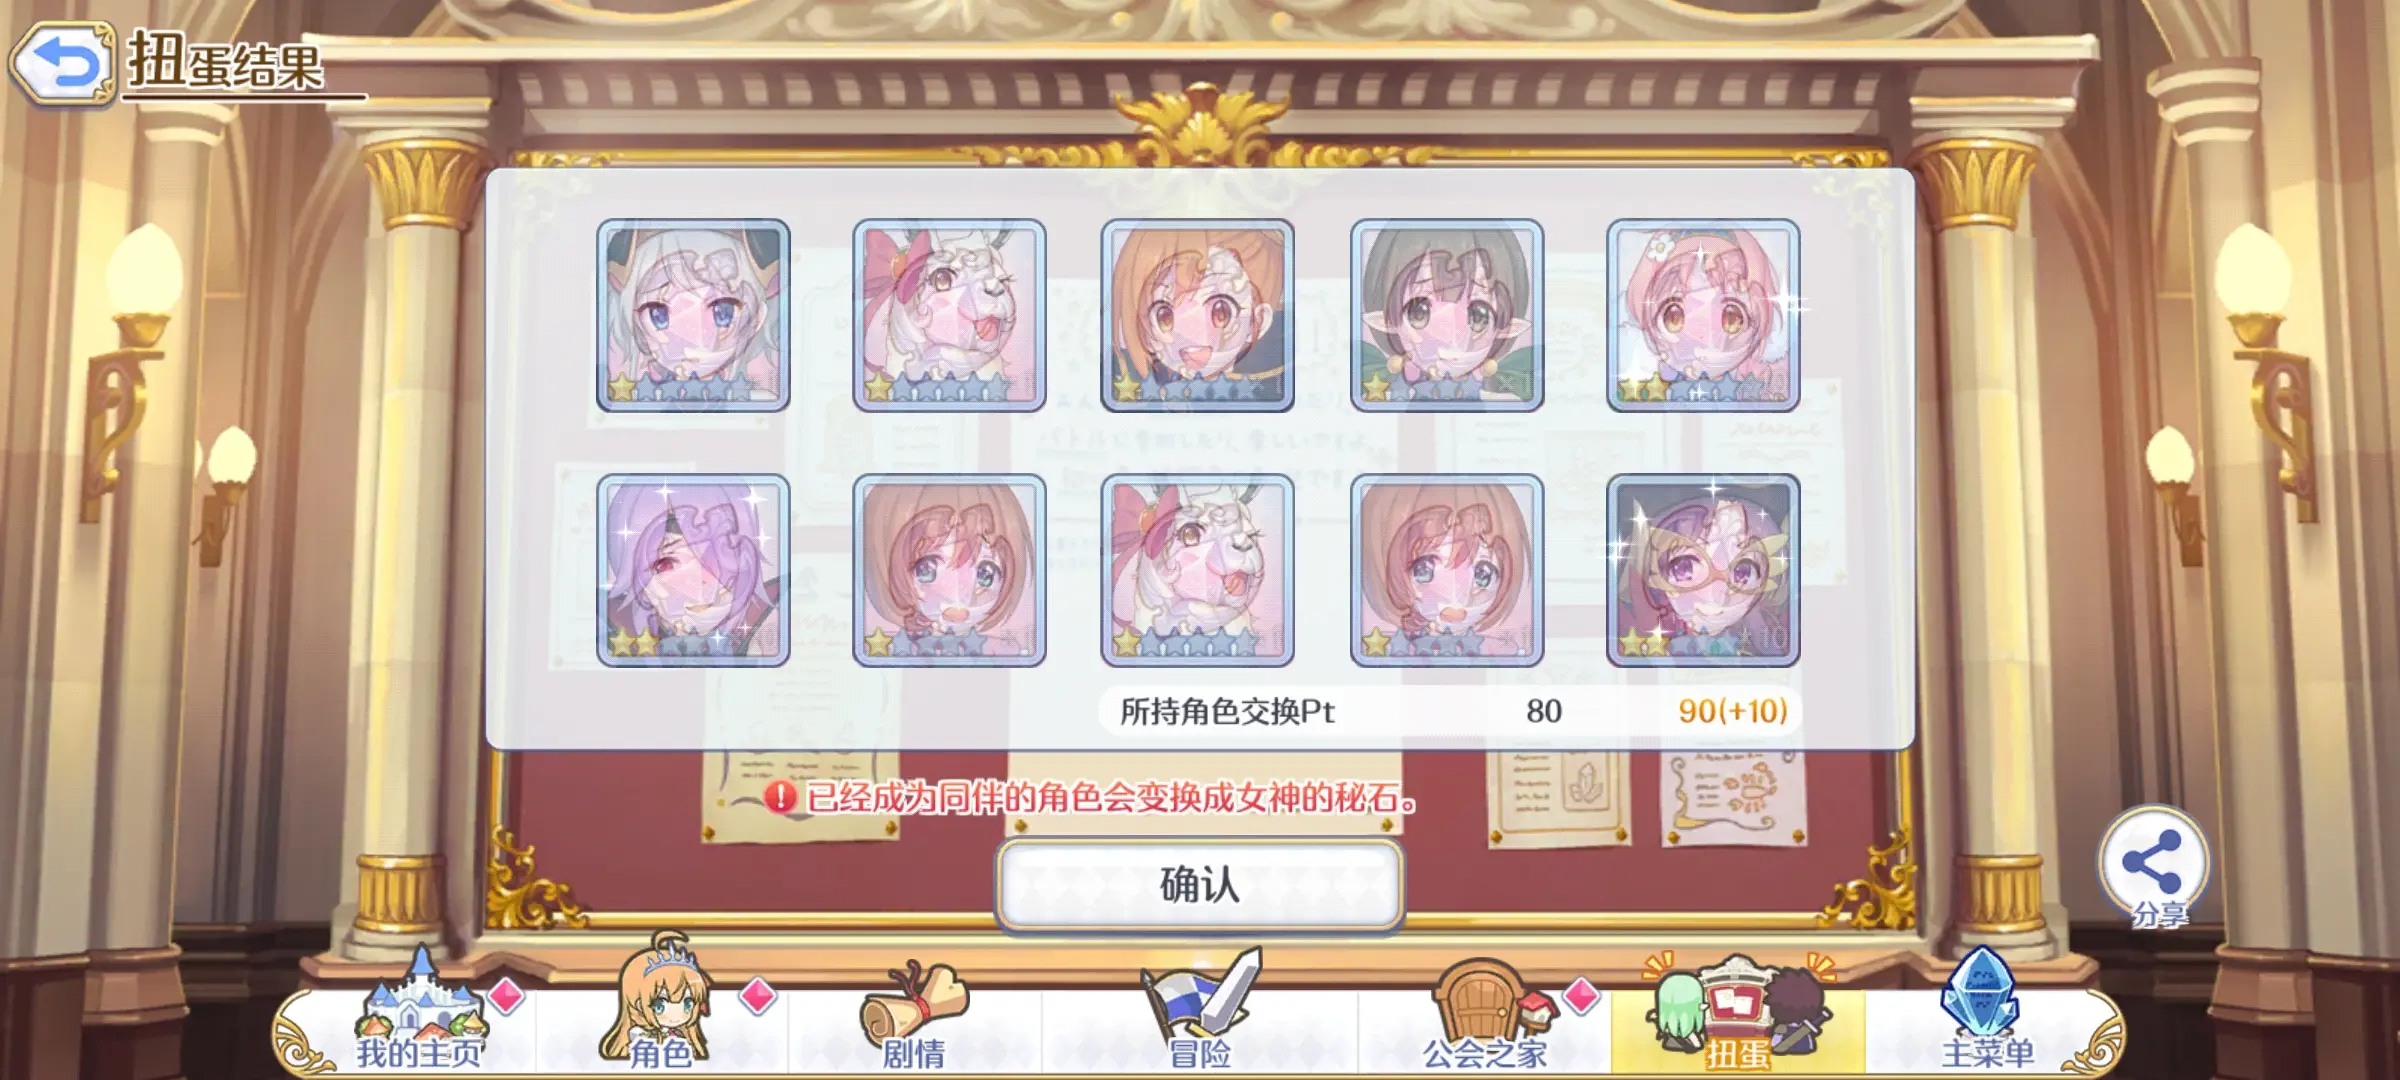 扭蛋结果
所持角色交换Pt 80 90(+10)
已经成为同伴的角色会变换成女神的秘石。
确认
分享
我的主页 角色 剧情 冒险 公会之家 扭蛋 主菜单